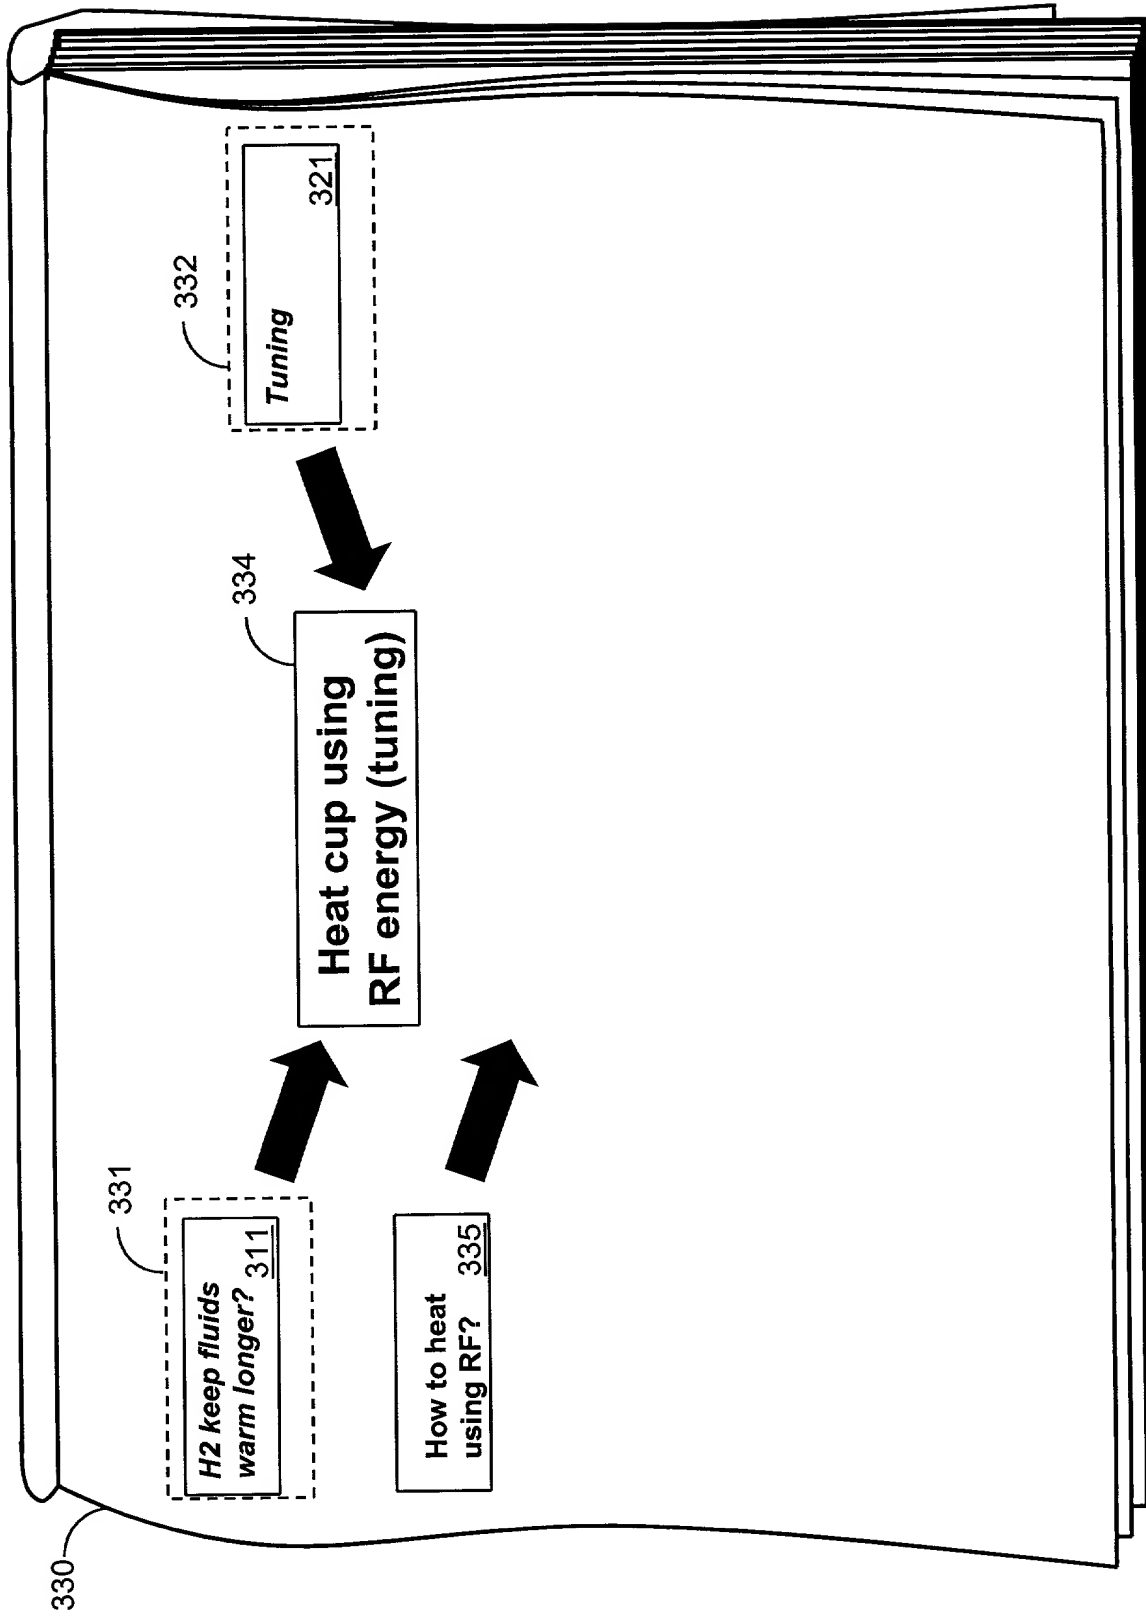 330
331
H2 keep fluids
warm longer? 311
334
Heat cup using
RF energy (tuning)
332
Tuning
321
How to heat
using RF? 335